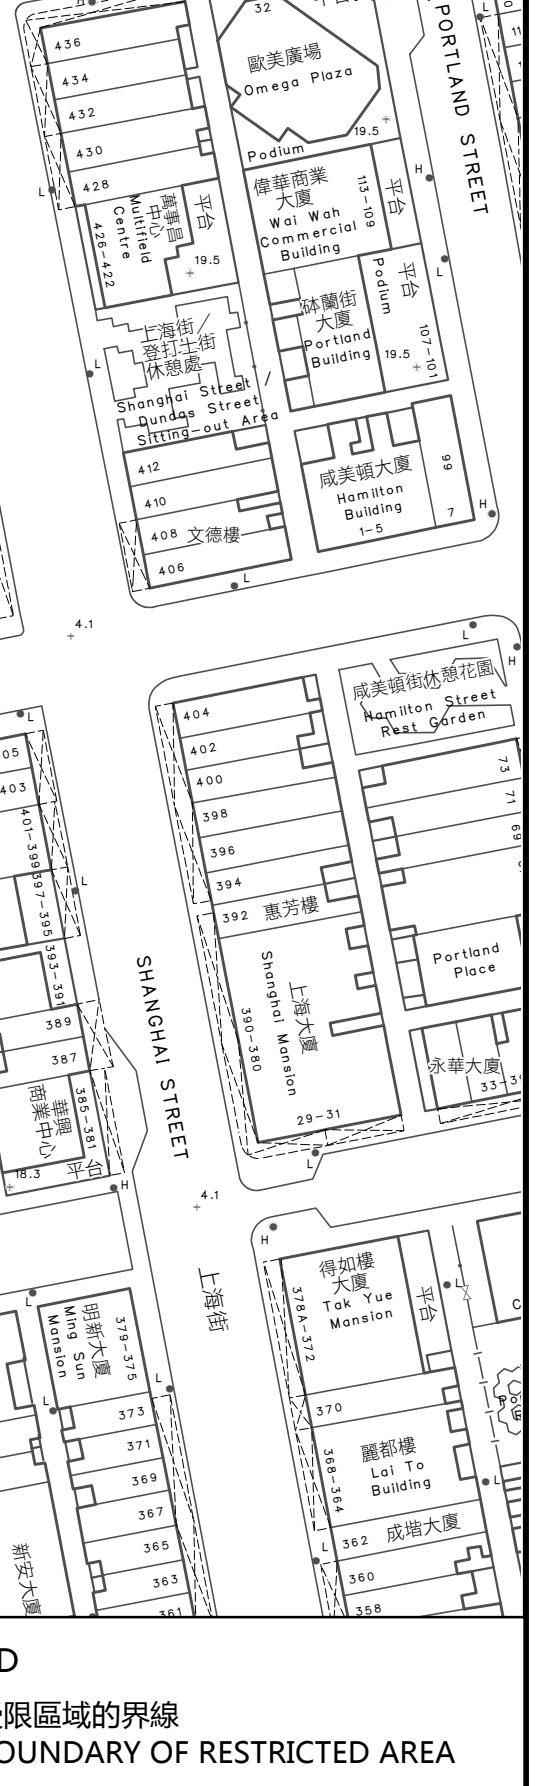 32
436
434
432
430
428
歐美廣場
Omega Plaza
19.5
Podium
PORTLAND STREET
L
H
L
偉華商業
大廈
Wai Wah
Commercial
Building
113-109
平台
萬事昌
中心
Multifield
Centre
426-422
平台
19.5
L
砵蘭街
大廈
Portland
Building
平台
Podium
19.5
107-101
L
上海街／
登打士街
休憩處
Shanghai Street /
Dundas Street
Sitting-out Area
L
412
410
408 文德樓
406
咸美頓大廈
Hamilton
Building
1-5
99
7
H
L
4.1
L
H
咸美頓街休憩花園
Hamilton Street
Rest Garden
404
402
400
398
396
394
392 惠芳樓
73
71
69
L
403
401-399
397-395
393-391
389
387
L
SHANGHAI STREET
上海大廈
Shanghai Mansion
390-380
29-31
L
Portland
Place
永華大廈
華興
商業中心
385-381
平台
18.3
H
4.1
H
上海街
得如樓
大廈
Tak Yue
Mansion
378A-372
平台
L
L
明新大廈
Ming Sun
Mansion
379-375
L
L
373
371
369
367
365
363
361
新安大廈
370
麗都樓
Lai To
Building
368-364
L
362 成堦大廈
L
360
358
D
限區域的界線
OUNDARY OF RESTRICTED AREA